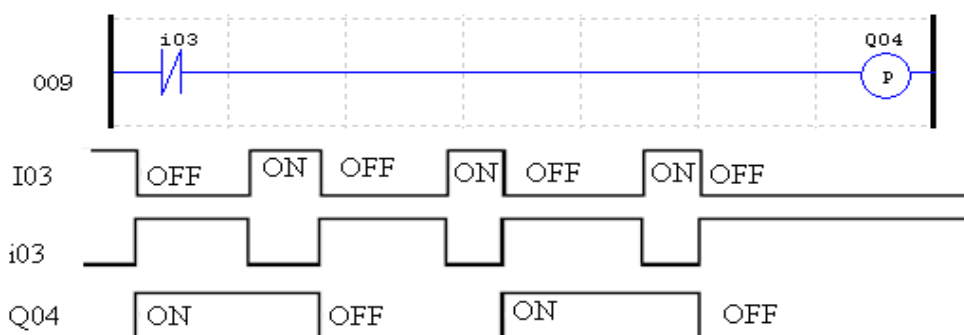 i03 Q04
009 P
I03 OFF ON OFF ON OFF ON OFF
i03
Q04 ON OFF ON OFF